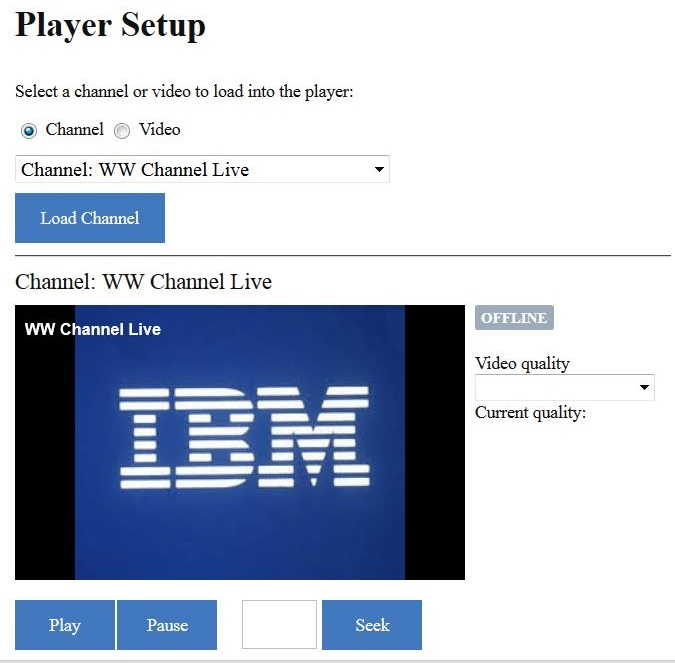 Player Setup
Select a channel or video to load into the player:
Channel Video
Channel: WW Channel Live
Load Channel
Channel: WW Channel Live
WW Channel Live
OFFLINE
Video quality
Current quality:
IBM
Play Pause Seek